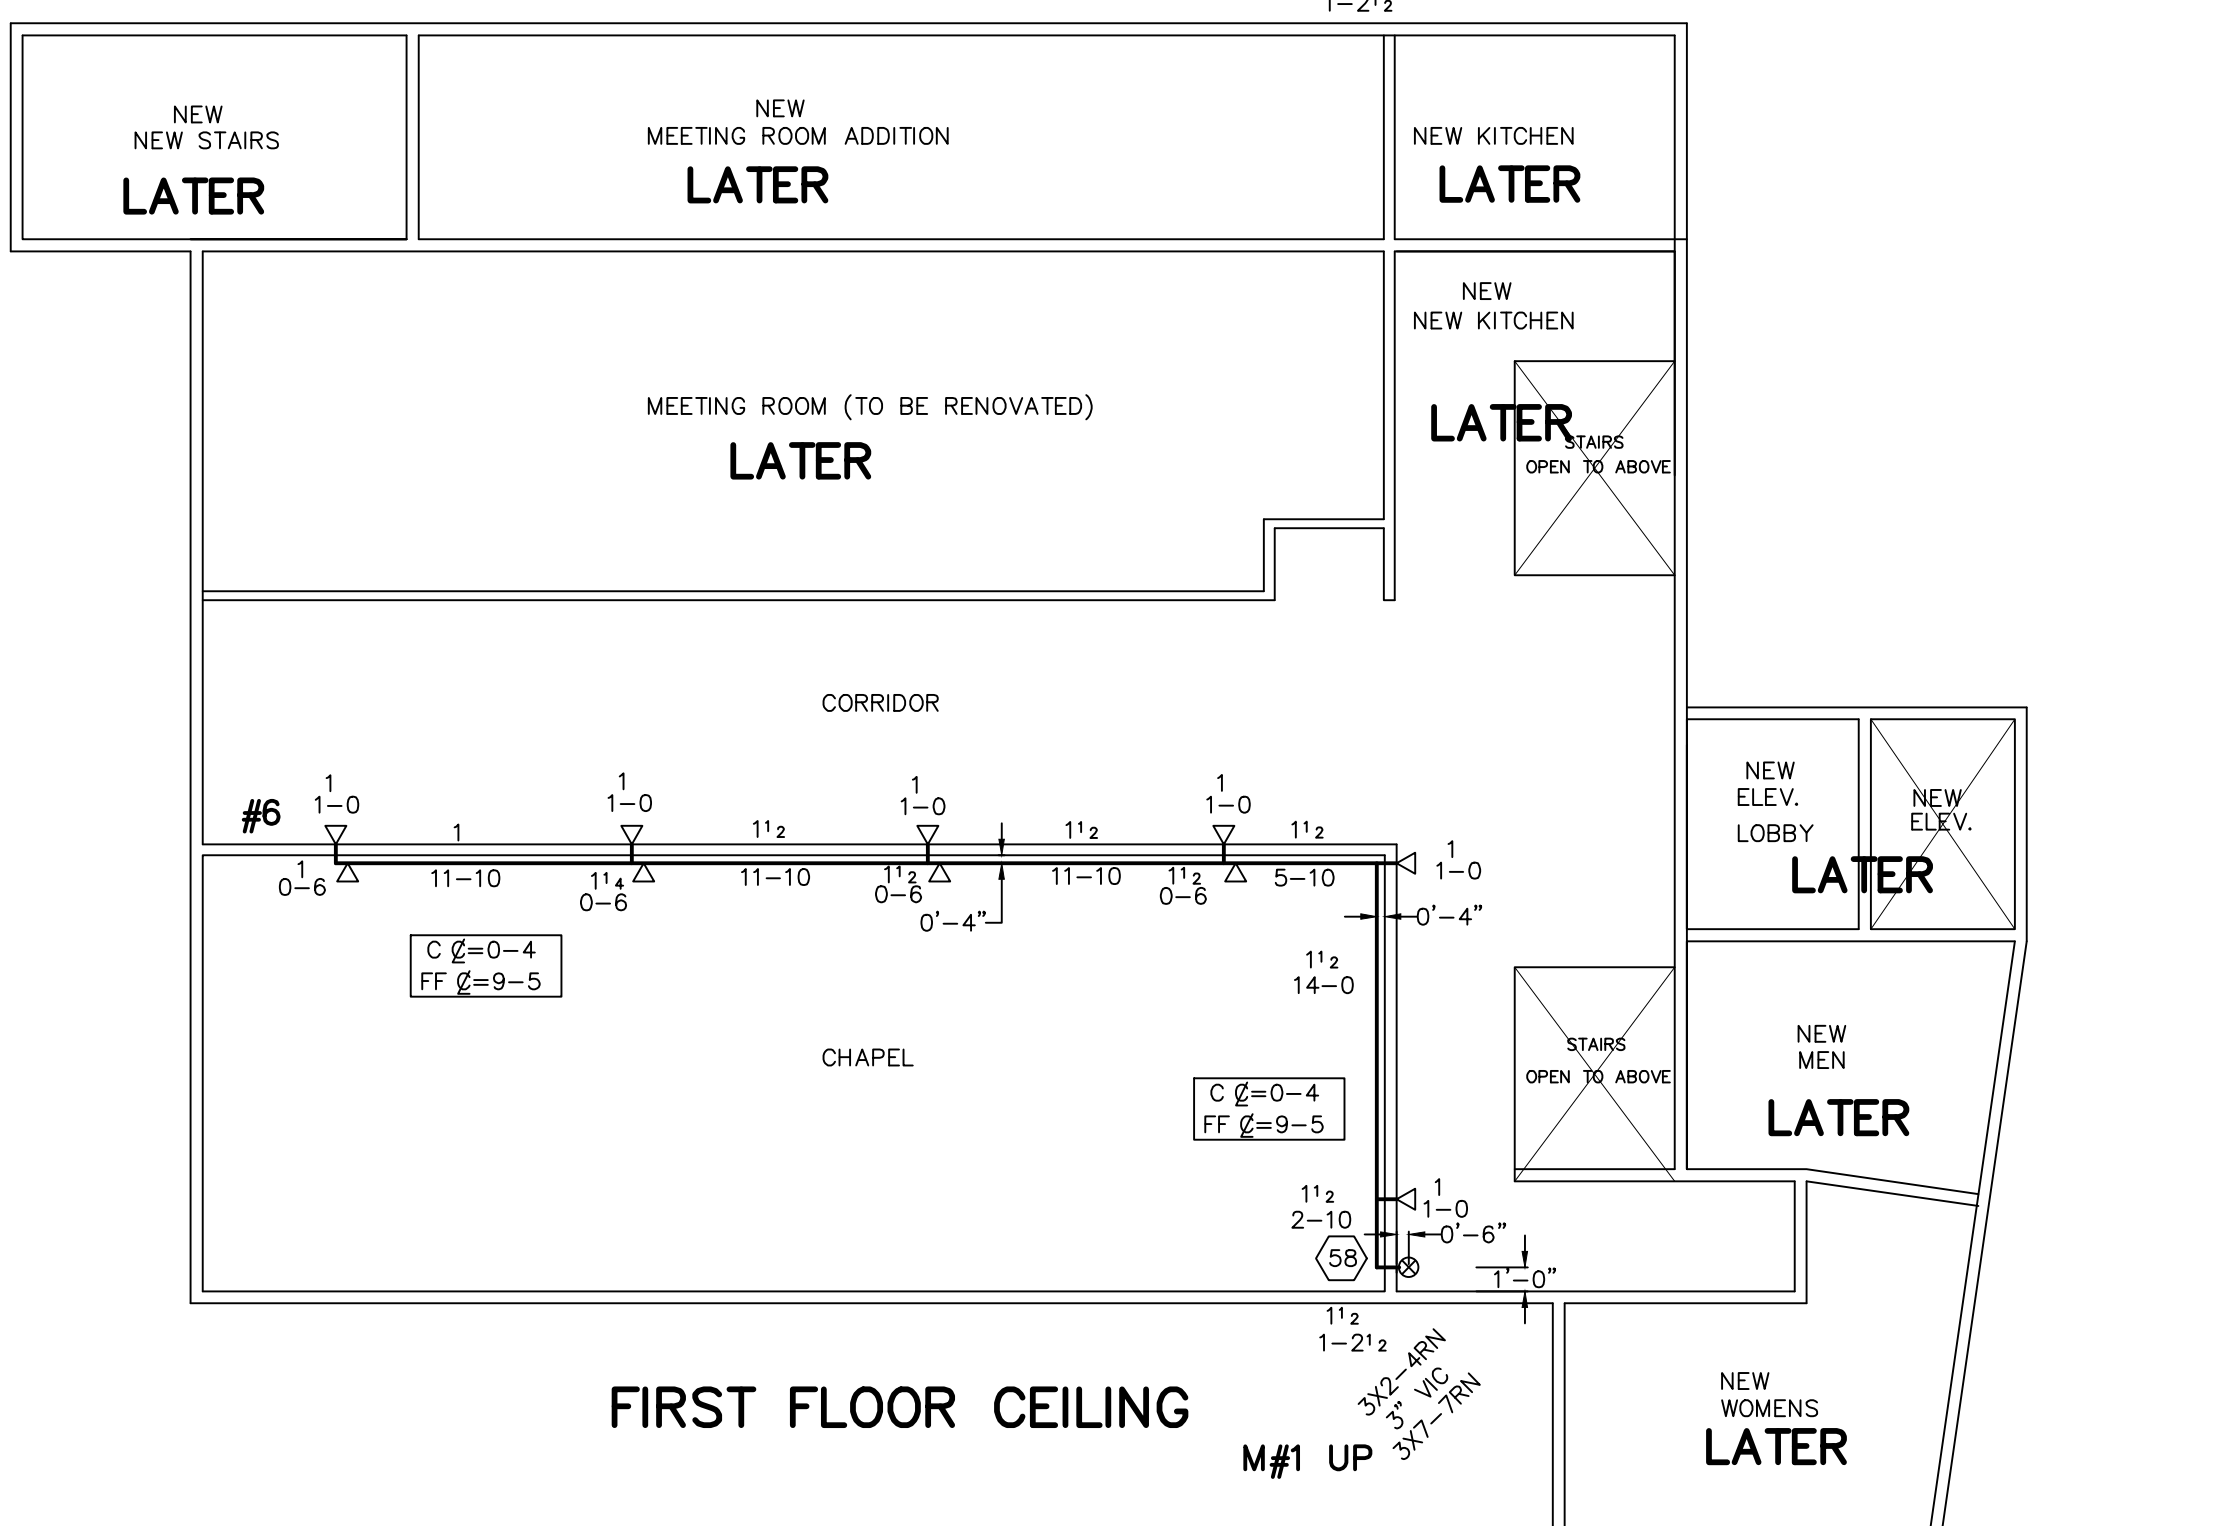 1-2½
NEW
NEW STAIRS
LATER
NEW
MEETING ROOM ADDITION
LATER
NEW KITCHEN
LATER
NEW
NEW KITCHEN
LATER
STAIRS
OPEN TO ABOVE
MEETING ROOM (TO BE RENOVATED)
LATER
CORRIDOR
NEW
ELEV.
LOBBY
LATER
NEW
ELEV.
#6
1
1-0
1
1-0
1
1-0
1
1-0
1
1½
1½
1½
1
1-0
1
0-6
11-10
1¼
0-6
11-10
1½
0-6
11-10
1½
0-6
5-10
0'-4"
0'-4"
C ℄=0-4
FF ℄=9-5
1½
14-0
CHAPEL
C ℄=0-4
FF ℄=9-5
STAIRS
OPEN TO ABOVE
NEW
MEN
LATER
1½
2-10
1
1-0
0'-6"
58
1'-0"
1½
1-2½
3X2-4RN
3" VIC
3X7-7RN
FIRST FLOOR CEILING
M#1 UP
NEW
WOMENS
LATER